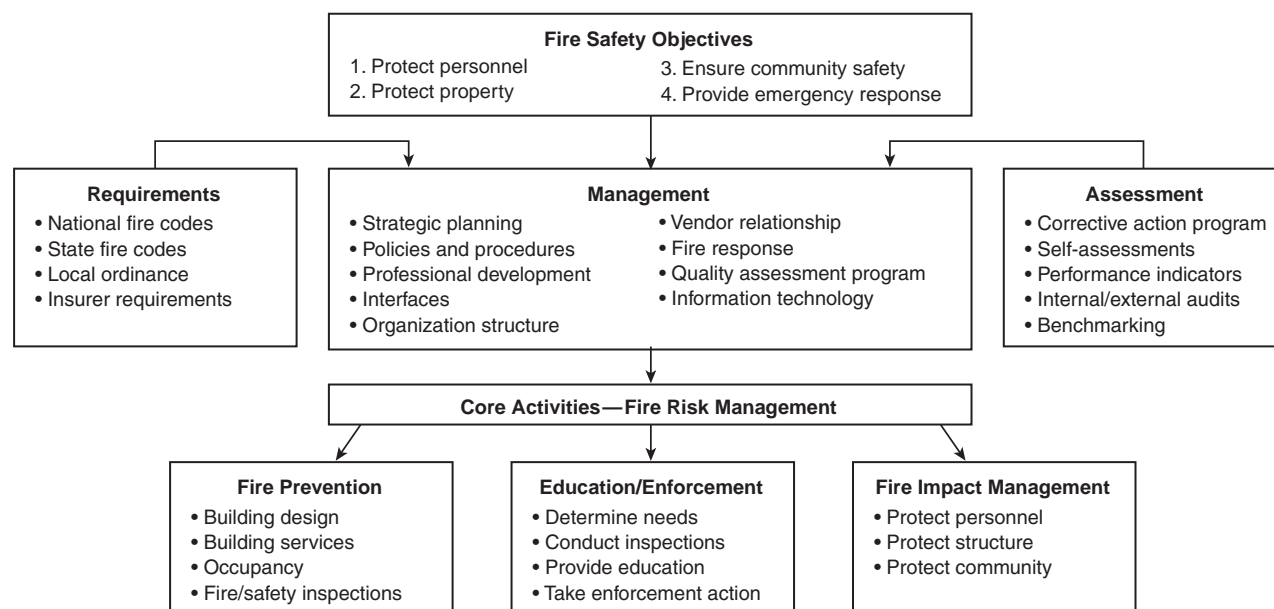 Fire Safety Objectives
1. Protect personnel
2. Protect property
3. Ensure community safety
4. Provide emergency response
Requirements
• National fire codes
• State fire codes
• Local ordinance
• Insurer requirements
Management
• Strategic planning
• Policies and procedures
• Professional development
• Interfaces
• Organization structure
• Vendor relationship
• Fire response
• Quality assessment program
• Information technology
Assessment
• Corrective action program
• Self-assessments
• Performance indicators
• Internal/external audits
• Benchmarking
Core Activities—Fire Risk Management
Fire Prevention
• Building design
• Building services
• Occupancy
• Fire/safety inspections
Education/Enforcement
• Determine needs
• Conduct inspections
• Provide education
• Take enforcement action
Fire Impact Management
• Protect personnel
• Protect structure
• Protect community